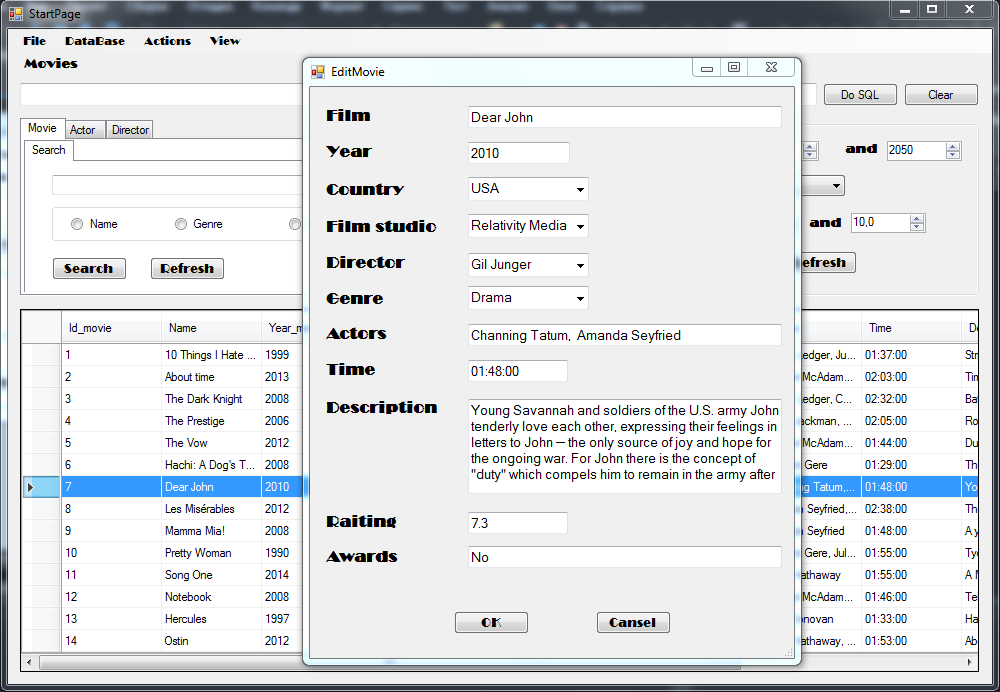 StartPage
File DataBase Actions View
Movies
Do SQL Clear
Movie Actor Director
Search
and 2050
Name Genre
and 10,0
Search Refresh
efresh
EditMovie
Film Dear John
Year 2010
Country USA
Film studio Relativity Media
Director Gil Junger
Genre Drama
Actors Channing Tatum, Amanda Seyfried
Time 01:48:00
Description Young Savannah and soldiers of the U.S. army John
tenderly love each other, expressing their feelings in
letters to John – the only source of joy and hope for
the ongoing war. For John there is the concept of
"duty" which compels him to remain in the army after
Raiting 7.3
Awards No
OK Cansel
Id_movie Name Year_m Time De
1 10 Things I Hate ... 1999 edger, Ju... 01:37:00 Str
2 About time 2013 McAdam... 02:03:00 Tim
3 The Dark Knight 2008 edger, C... 02:32:00 Ba
4 The Prestige 2006 ackman, ... 02:05:00 Ro
5 The Vow 2012 McAdam... 01:44:00 Du
6 Hachi: A Dog's T... 2008 Gere 01:29:00 Th
7 Dear John 2010 g Tatum,... 01:48:00 Yo
8 Les Misérables 2012 Seyfried,... 02:38:00 Th
9 Mamma Mia! 2008 Seyfried 01:48:00 A y
10 Pretty Woman 1990 Gere, Jul... 01:55:00 Tyc
11 Song One 2014 athaway 01:55:00 A M
12 Notebook 2008 McAdam... 01:46:00 Te
13 Hercules 1997 onovan 01:33:00 Ha
14 Ostin 2012 athaway, ... 01:53:00 Ab